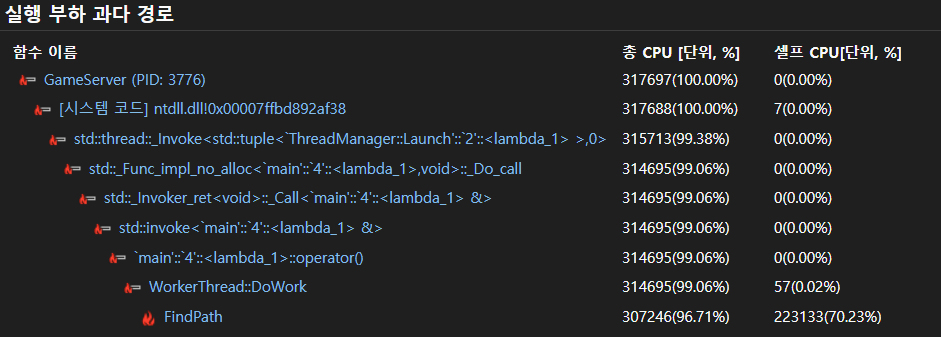 실행 부하 과다 경로
함수 이름 총 CPU [단위, %] 셀프 CPU[단위, %]
GameServer (PID: 3776) 317697(100.00%) 0(0.00%)
[시스템 코드] ntdll.dll!0x00007ffbd892af38 317688(100.00%) 7(0.00%)
std::thread::_Invoke<std::tuple<`ThreadManager::Launch'::`2'::<lambda_1> >,0> 315713(99.38%) 0(0.00%)
std::_Func_impl_no_alloc<`main'::`4'::<lambda_1>,void>::_Do_call 314695(99.06%) 0(0.00%)
std::_Invoker_ret<void>::_Call<`main'::`4'::<lambda_1> &> 314695(99.06%) 0(0.00%)
std::invoke<`main'::`4'::<lambda_1> &> 314695(99.06%) 0(0.00%)
`main'::`4'::<lambda_1>::operator() 314695(99.06%) 0(0.00%)
WorkerThread::DoWork 314695(99.06%) 57(0.02%)
FindPath 307246(96.71%) 223133(70.23%)